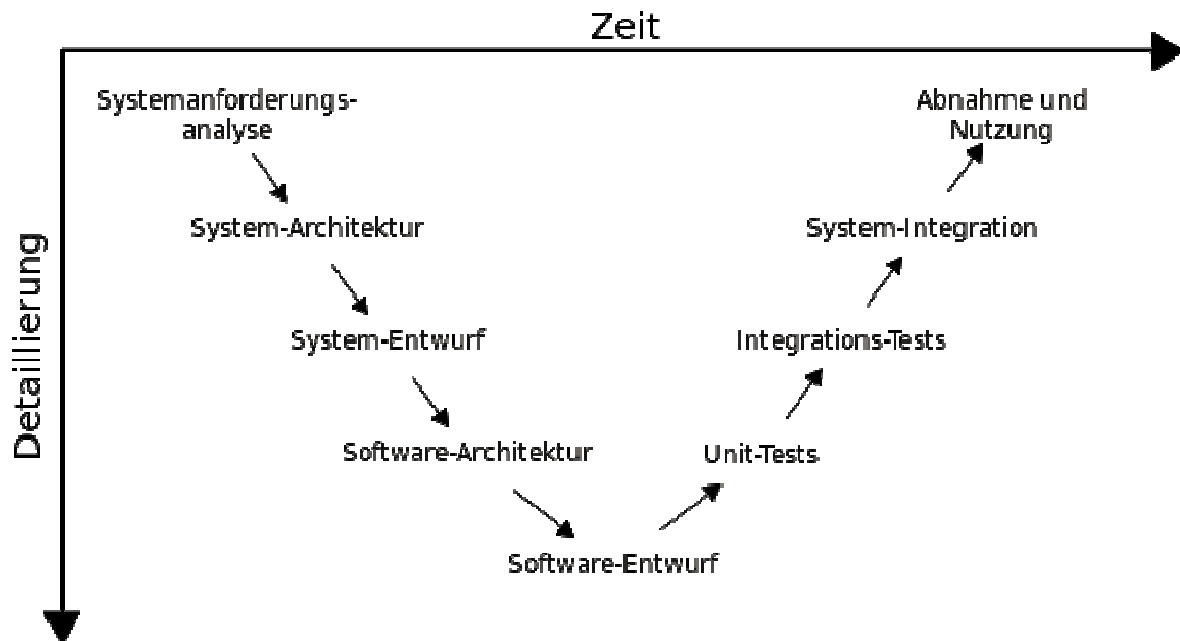 Zeit
Systemanforderungs-
analyse
Abnahme und
Nutzung
System-Architektur
System-Integration
Detaillierung
System-Entwurf
Integrations-Tests
Software-Architektur
Unit-Tests
Software-Entwurf